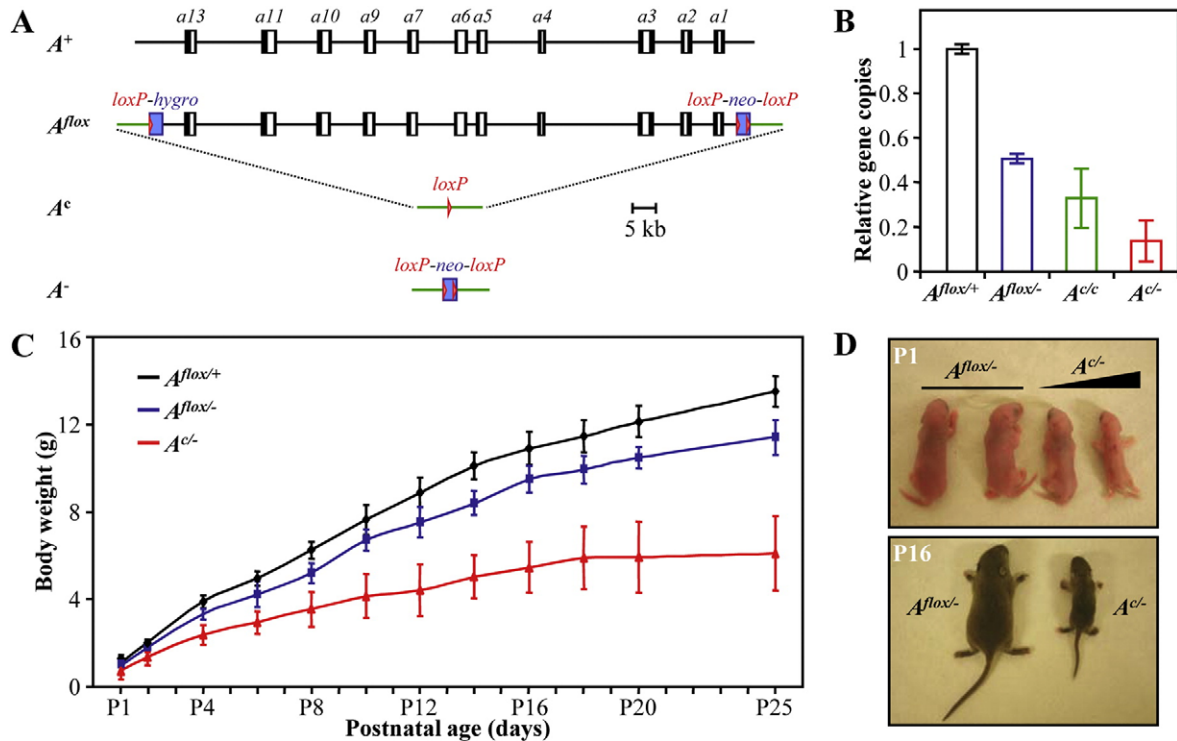 A
a13 a11 a10 a9 a7 a6 a5 a4 a3 a2 a1
A+
loxP-hygro
loxP-neo-loxP
Aflox
loxP
Ac
5 kb
loxP-neo-loxP
A-
B
Relative gene copies
1
0.8
0.6
0.4
0.2
0
Aflox/+ Aflox/- Ac/c Ac/-
C
Body weight (g)
16
12
8
4
0
Aflox/+
Aflox/-
Ac/-
P1 P4 P8 P12 P16 P20 P25
Postnatal age (days)
D
P1
Aflox/- Ac/-
P16
Aflox/- Ac/-